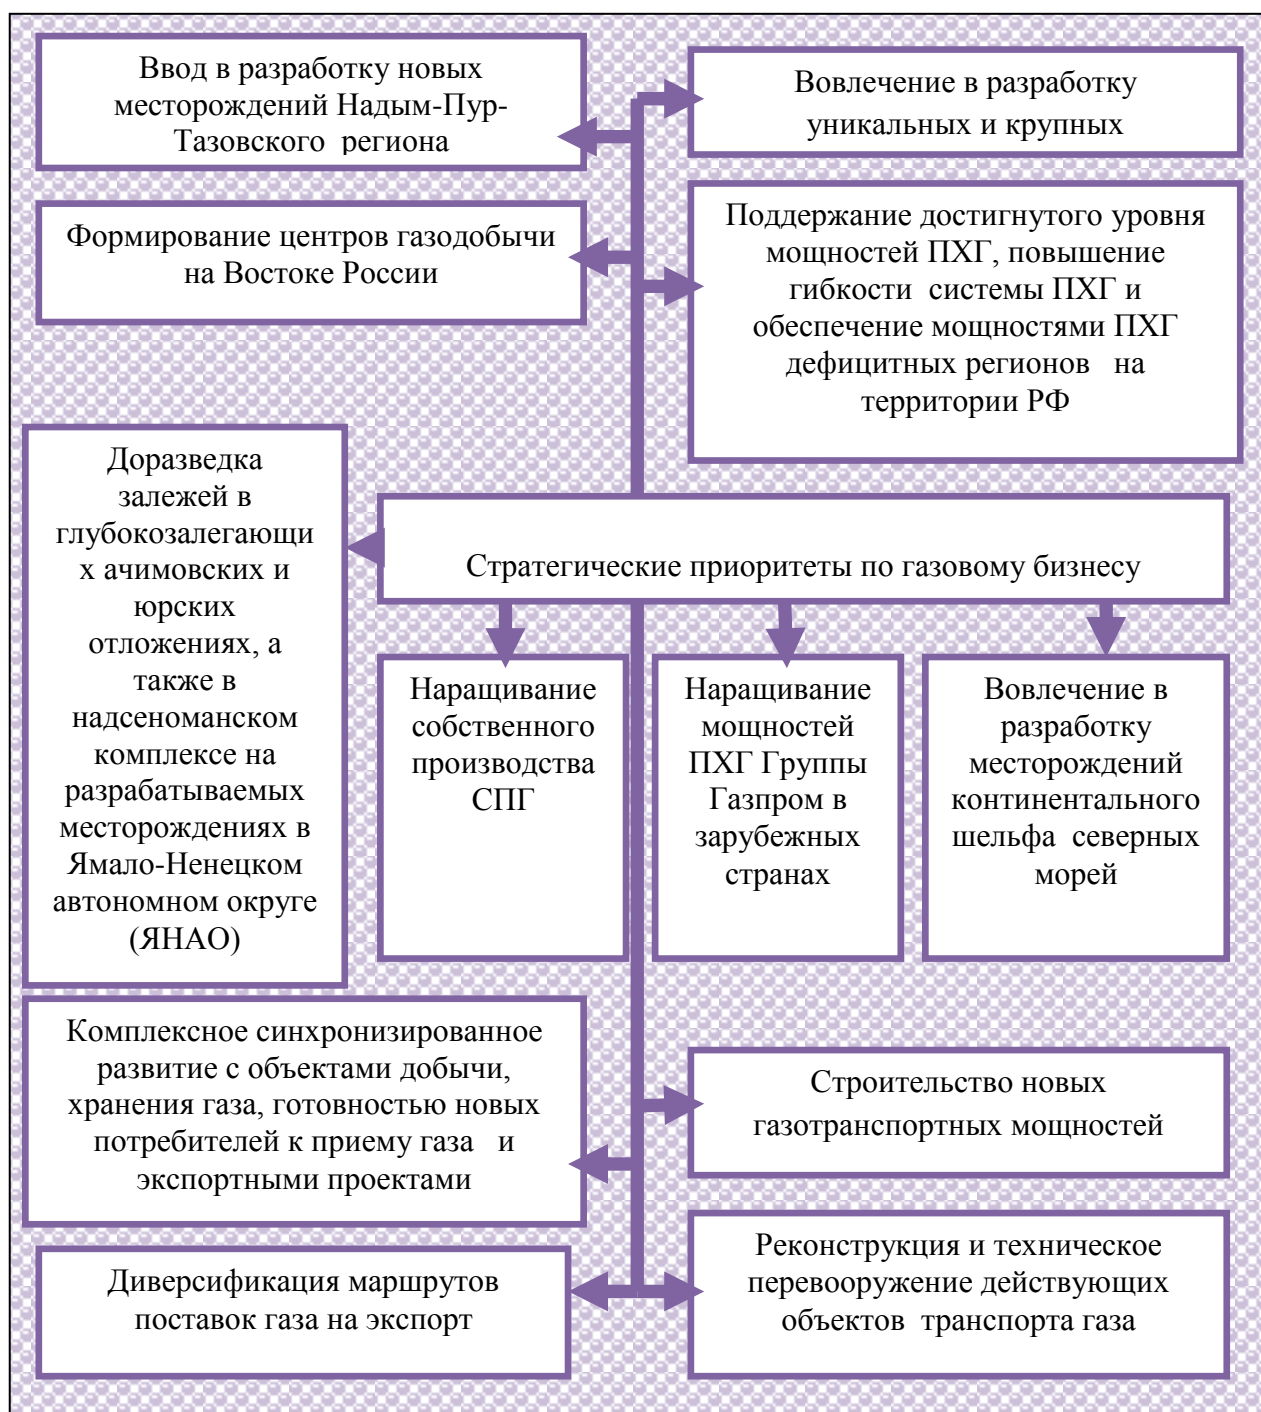 Ввод в разработку новых
месторождений Надым-Пур-
Тазовского региона
Вовлечение в разработку
уникальных и крупных
Формирование центров газодобычи
на Востоке России
Поддержание достигнутого уровня
мощностей ПХГ, повышение
гибкости системы ПХГ и
обеспечение мощностями ПХГ
дефицитных регионов на
территории РФ
Доразведка
залежей в
глубокозалегающи
х ачимовских и
юрских
отложениях, а
также в
надсеноманском
комплексе на
разрабатываемых
месторождениях в
Ямало-Ненецком
автономном округе
(ЯНАО)
Стратегические приоритеты по газовому бизнесу
Наращивание
собственного
производства
СПГ
Наращивание
мощностей
ПХГ Группы
Газпром в
зарубежных
странах
Вовлечение в
разработку
месторождений
континентального
шельфа северных
морей
Комплексное синхронизированное
развитие с объектами добычи,
хранения газа, готовностью новых
потребителей к приему газа и
экспортными проектами
Строительство новых
газотранспортных мощностей
Диверсификация маршрутов
поставок газа на экспорт
Реконструкция и техническое
перевооружение действующих
объектов транспорта газа